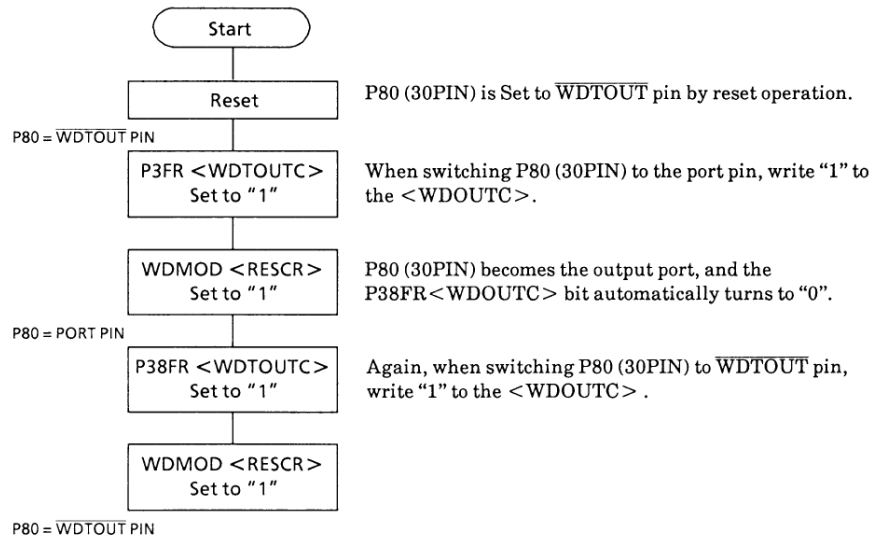 Start
Reset
P80 (30PIN) is Set to W̅D̅T̅O̅U̅T̅ pin by reset operation.
P80 = W̅D̅T̅O̅U̅T̅ PIN
P3FR <WDTOUTC>
Set to "1"
When switching P80 (30PIN) to the port pin, write “1” to
the <WDOUTC>.
WDMOD <RESCR>
Set to "1"
P80 (30PIN) becomes the output port, and the
P38FR<WDOUTC> bit automatically turns to “0”.
P80 = PORT PIN
P38FR <WDTOUTC>
Set to "1"
Again, when switching P80 (30PIN) to W̅D̅T̅O̅U̅T̅ pin,
write “1” to the <WDOUTC> .
WDMOD <RESCR>
Set to "1"
P80 = W̅D̅T̅O̅U̅T̅ PIN